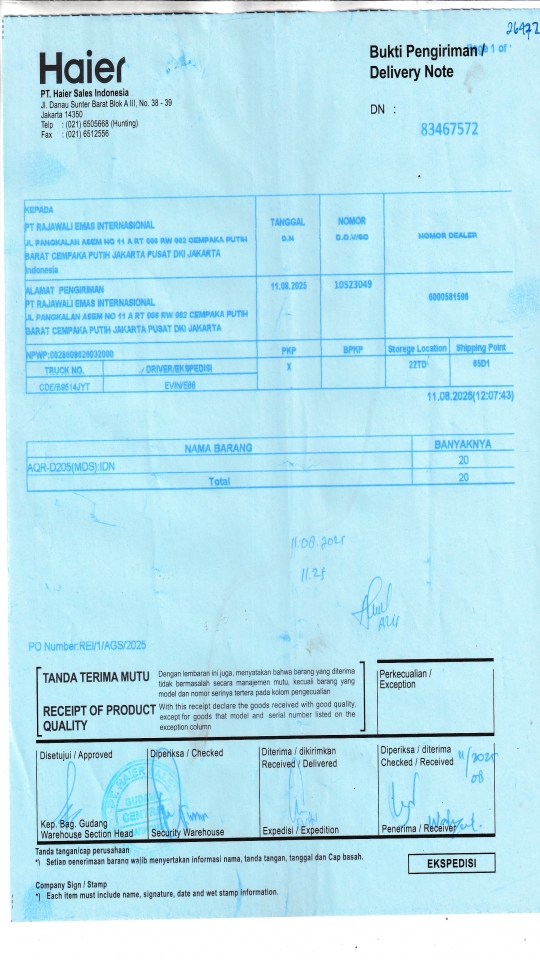 26472
Page 1 of
Haier
Bukti Pengiriman /
Delivery Note
PT. Haier Sales Indonesia
Jl. Danau Sunter Barat Blok A III, No. 38 - 39
Jakarta 14350
Telp : (021) 6505668 (Hunting)
Fax : (021) 6512556
DN :
83467572
KEPADA
PT RAJAWALI EMAS INTERNASIONAL
JL PANGKALAN ASEM NO 11 A RT 006 RW 002 CEMPAKA PUTIH
BARAT CEMPAKA PUTIH JAKARTA PUSAT DKI JAKARTA
Indonesia
TANGGAL
D.N
NOMOR
D.O.V/SO
NOMOR DEALER
ALAMAT PENGIRIMAN
PT RAJAWALI EMAS INTERNASIONAL
JL PANGKALAN ASEM NO 11 A RT 006 RW 002 CEMPAKA PUTIH
BARAT CEMPAKA PUTIH JAKARTA PUSAT DKI JAKARTA
11.08.2025
10523049
NPWP:
PKP
BPKP
Storege Location
Shipping Point
TRUCK NO.
DRIVER/EKSPEDISI
X
22TD
85D1
CDE/B9514JYT
EVIN/E86
11.08.2025(12:07:43)
NAMA BARANG
BANYAKNYA
AQR-D205(MDS):IDN
20
Total
20
11.08.2025
11.25
PO Number:REI/1/AGS/2025
TANDA TERIMA MUTU
Dengan lembaran ini juga, menyatakan bahwa barang yang diterima
tidak bermasalah secara manajemen mutu, kecuali barang yang
model dan nomor serinya tertera pada kolom pengecualian
RECEIPT OF PRODUCT
QUALITY
With this receipt declare the goods received with good quality,
except for goods that model and serial number listed on the
exception column
Perkecualian /
Exception
Disetujui / Approved
Diperiksa / Checked
Diterima / dikirimkan
Received / Delivered
Diperiksa / diterima
Checked / Received
11/2025
08
Kep. Bag. Gudang
Warehouse Section Head
Security Warehouse
Expedisi / Expedition
Penerima / Receiver
Tanda tangan/cap perusahaan
*) Setiao penerimaan barang wajib menyertakan informasi nama, tanda tangan, tanggal dan Cap basah.
EKSPEDISI
Company Sign / Stamp
*) Each item must include name, signature, date and wet stamp information.